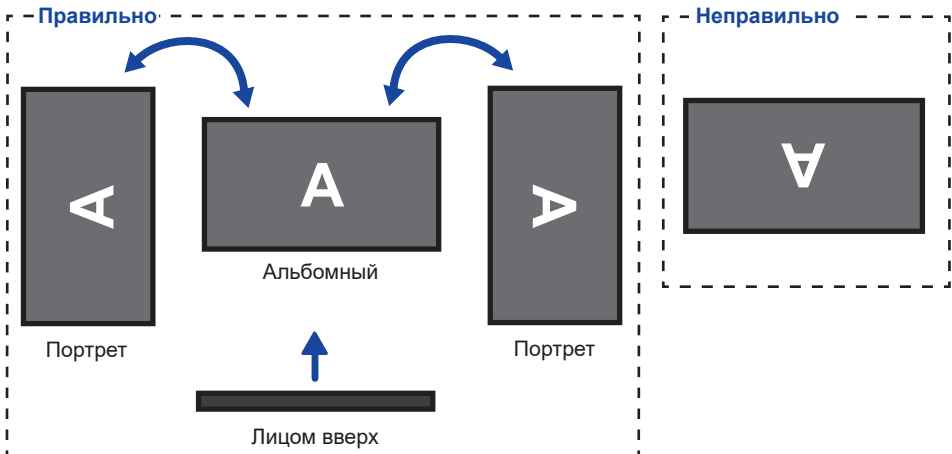 Правильно
Неправильно
A
A
A
A
Альбомный
Портрет
Портрет
Лицом вверх